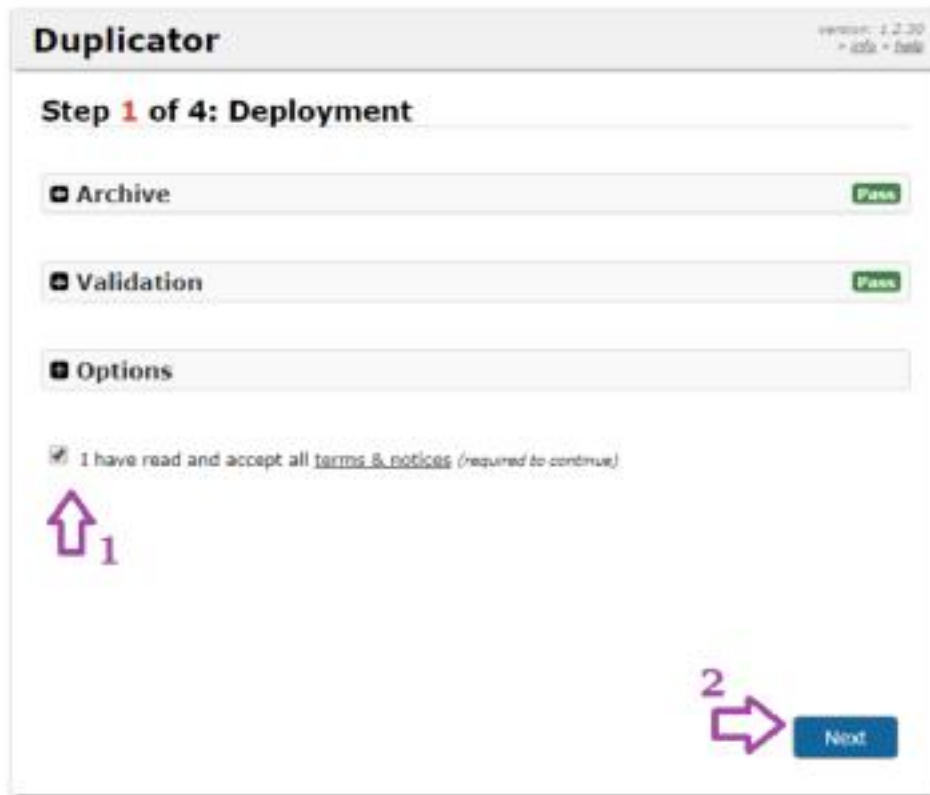 Duplicator
version: 1.2.30
» info » help
Step 1 of 4: Deployment
Archive
Pass
Validation
Pass
Options
I have read and accept all terms & notices (required to continue)
1
2
Next